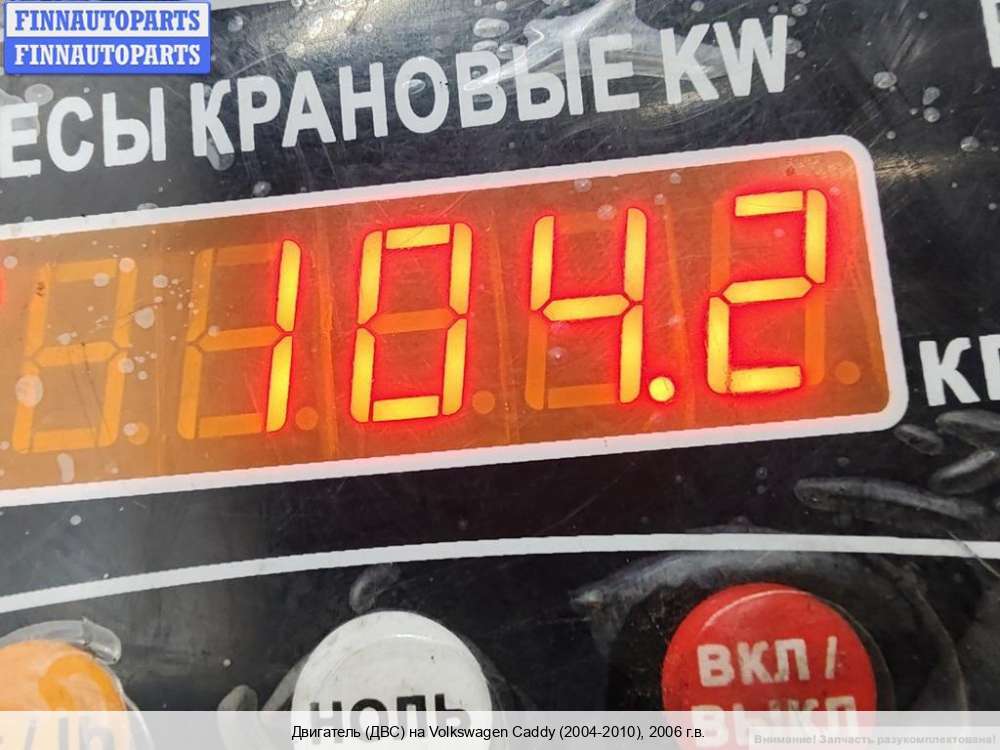 FINNAUTOPARTS
FINNAUTOPARTS
ЕСЫ КРАНОВЫЕ KW
104.2
НОЛЬ
ВКЛ /
ВЫКЛ
Двигатель (ДВС) на Volkswagen Caddy (2004-2010), 2006 г.в.
Внимание! Запчасть разукомплектована!